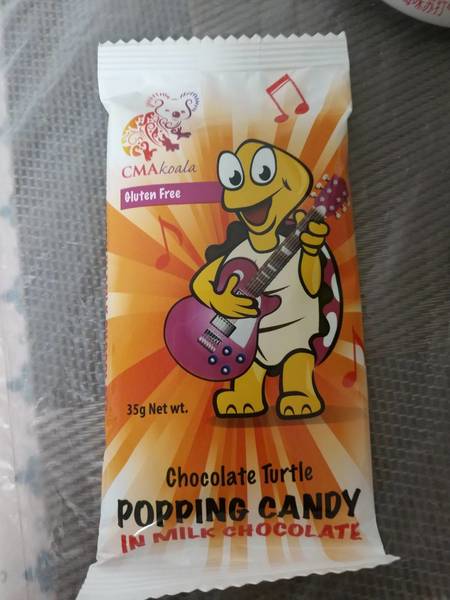 CMAkoala
Gluten Free
35g Net wt.
Chocolate Turtle
POPPING CANDY
IN MILK CHOCOLATE